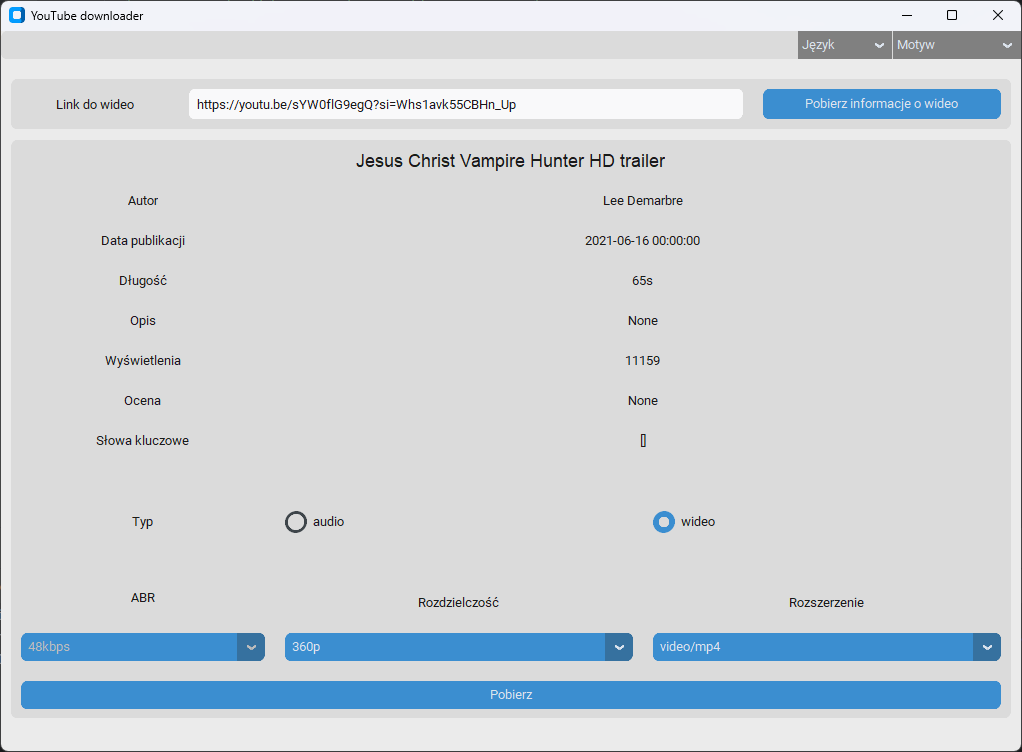 YouTube downloader
Język
Motyw
Link do wideo
https://youtu.be/sYW0flG9egQ?si=Whs1avk55CBHn_Up
Pobierz informacje o wideo
Jesus Christ Vampire Hunter HD trailer
Autor
Lee Demarbre
Data publikacji
2021-06-16 00:00:00
Długość
65s
Opis
None
Wyświetlenia
11159
Ocena
None
Słowa kluczowe
[]
Typ
audio
wideo
ABR
Rozdzielczość
Rozszerzenie
48kbps
360p
video/mp4
Pobierz